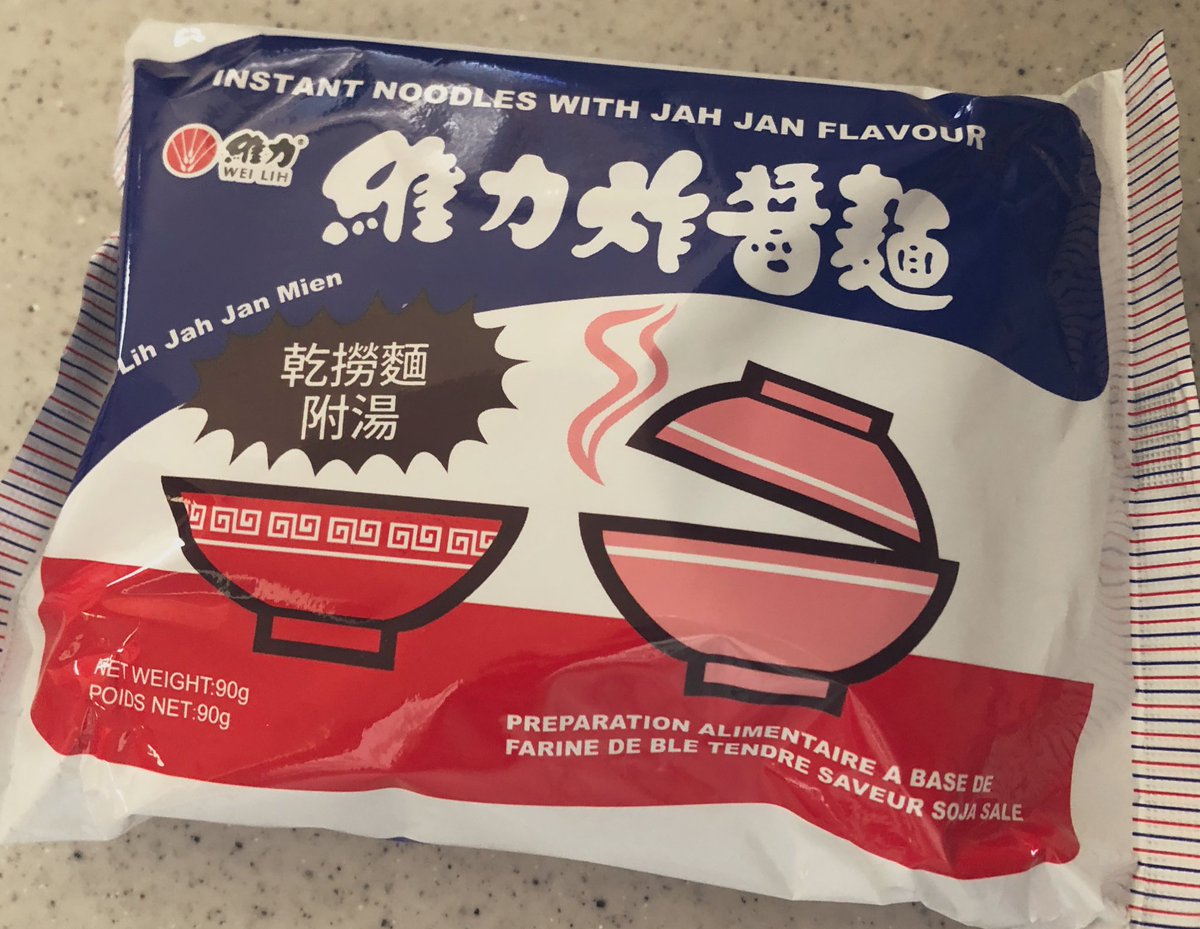 INSTANT NOODLES WITH JAH JAN FLAVOUR
維力®
WEI LIH
維力炸醤麵
Lih Jah Jan Mien
乾撈麵
附湯
NET WEIGHT:90g
POIDS NET:90g
PREPARATION ALIMENTAIRE A BASE DE
FARINE DE BLE TENDRE SAVEUR SOJA SALE